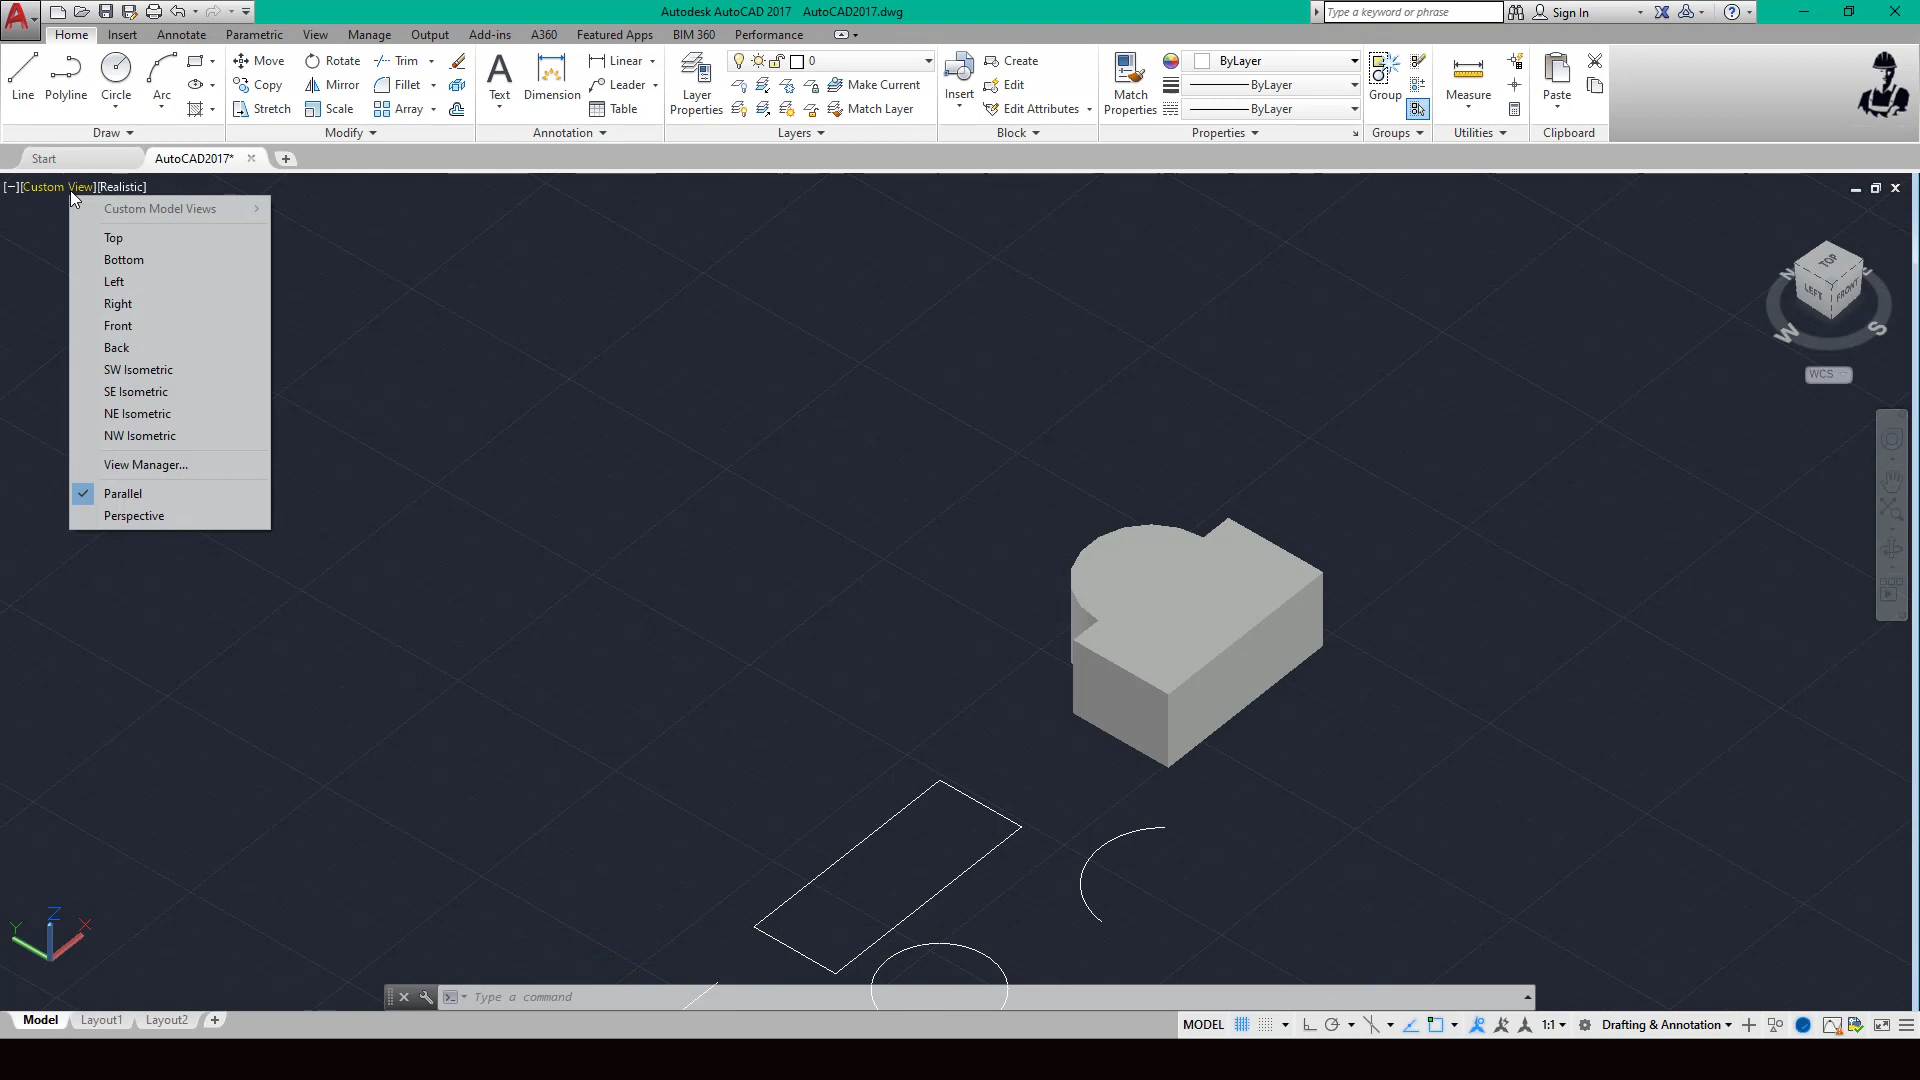 Autodesk AutoCAD 2017 AutoCAD2017.dwg
Type a keyword or phrase
Sign In
Home Insert Annotate Parametric View Manage Output Add-ins A360 Featured Apps BIM 360 Performance
Line Polyline Circle Arc
Move Rotate Trim
Copy Mirror Fillet
Stretch Scale Array
Text Dimension
Linear
Leader
Table
Layer Properties
0
Make Current
Match Layer
Insert
Create
Edit
Edit Attributes
Match Properties
ByLayer
ByLayer
ByLayer
Group
Measure
Paste
Draw Modify Annotation Layers Block Properties Groups Utilities Clipboard
Start AutoCAD2017*
[−][Custom View][Realistic]
Custom Model Views
Top
Bottom
Left
Right
Front
Back
SW Isometric
SE Isometric
NE Isometric
NW Isometric
View Manager...
Parallel
Perspective
TOP
LEFT FRONT
N
W S
WCS
Z
Y X
Type a command
Model Layout1 Layout2
MODEL 1:1 Drafting & Annotation